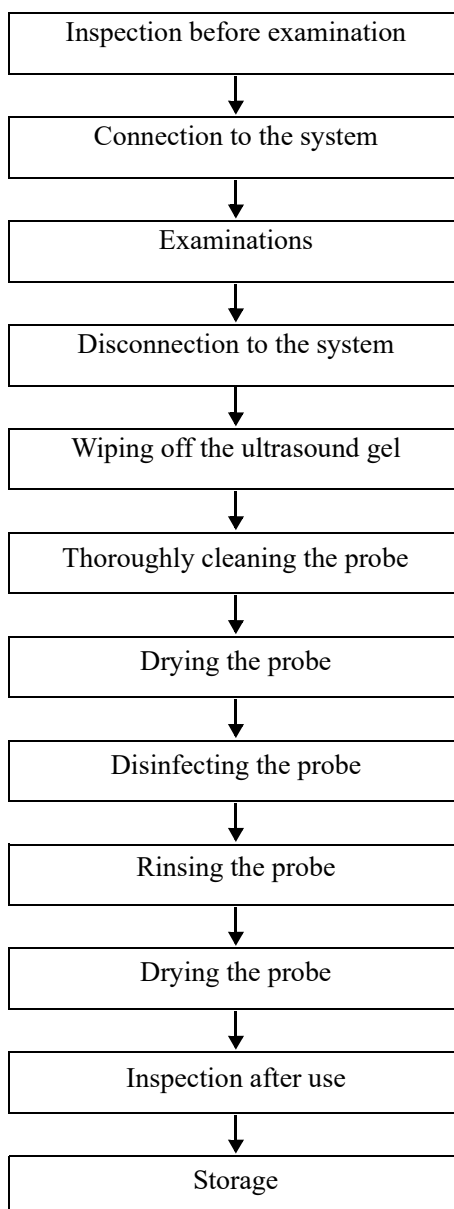 Inspection before examination
Connection to the system
Examinations
Disconnection to the system
Wiping off the ultrasound gel
Thoroughly cleaning the probe
Drying the probe
Disinfecting the probe
Rinsing the probe
Drying the probe
Inspection after use
Storage